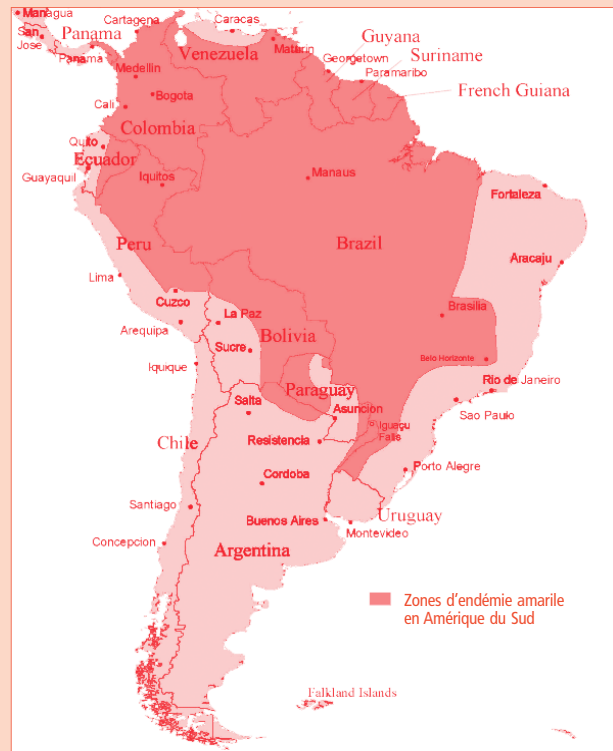 Managua
San
José
Panama
Panama
Cartagena
Caracas
Maturin
Venezuela
Guyana
Georgetown
Suriname
Paramaribo
French Guiana
Medellin
Bogota
Cali
Colombia
Quito
Ecuador
Guayaquil
Iquitos
Manaus
Fortaleza
Peru
Brazil
Aracaju
Lima
Cuzco
La Paz
Brasilia
Arequipa
Bolivia
Sucre
Iquique
Belo Horizonte
Paraguay
Rio de Janeiro
Salta
Asuncion
Sao Paulo
Iguaçu
Falls
Chile
Resistencia
Cordoba
Porto Alegre
Santiago
Buenos Aires
Uruguay
Montevideo
Concepcion
Argentina
Zones d'endémie amarile
en Amérique du Sud
Falkland Islands